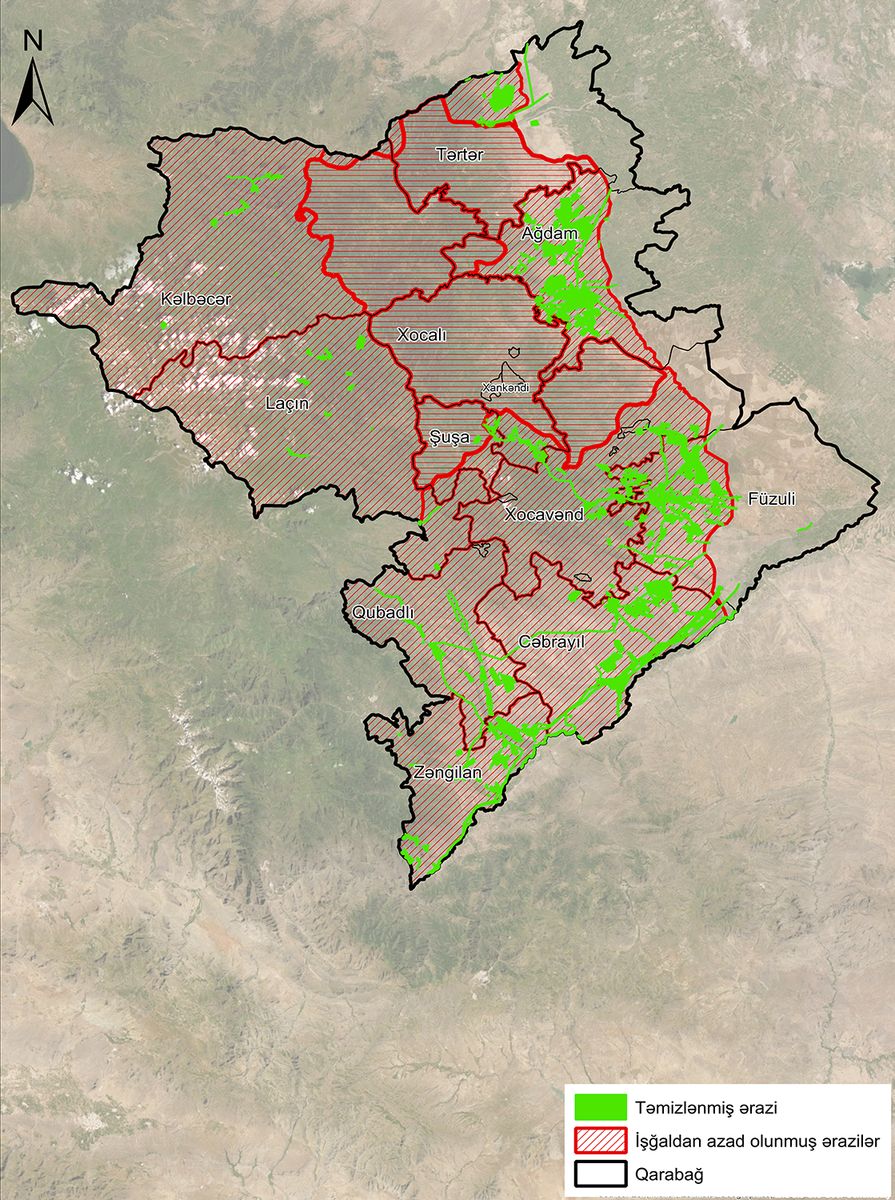 N
Tərtər
Ağdam
Kəlbəcər
Xocalı
Xankəndi
Laçın
Şuşa
Füzuli
Xocavənd
Qubadlı
Cəbrayıl
Zəngilan
Təmizlənmiş ərazi
İşğaldan azad olunmuş ərazilər
Qarabağ